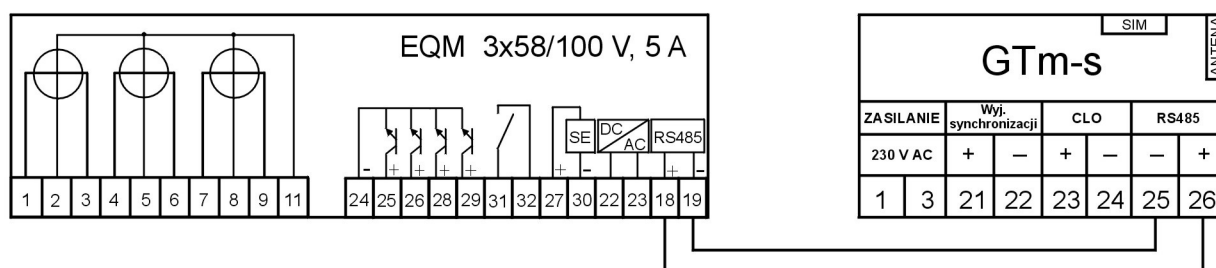 EQM 3x58/100 V, 5 A
SE DC AC RS485
- + + + + + - + -
1 2 3 4 5 6 7 8 9 11 24 25 26 28 29 31 32 27 30 22 23 18 19
SIM
ANTENA
GTm-s
ZASILANIE Wyj. synchronizacji CLO RS485
230 V AC + – + – – +
1 3 21 22 23 24 25 26